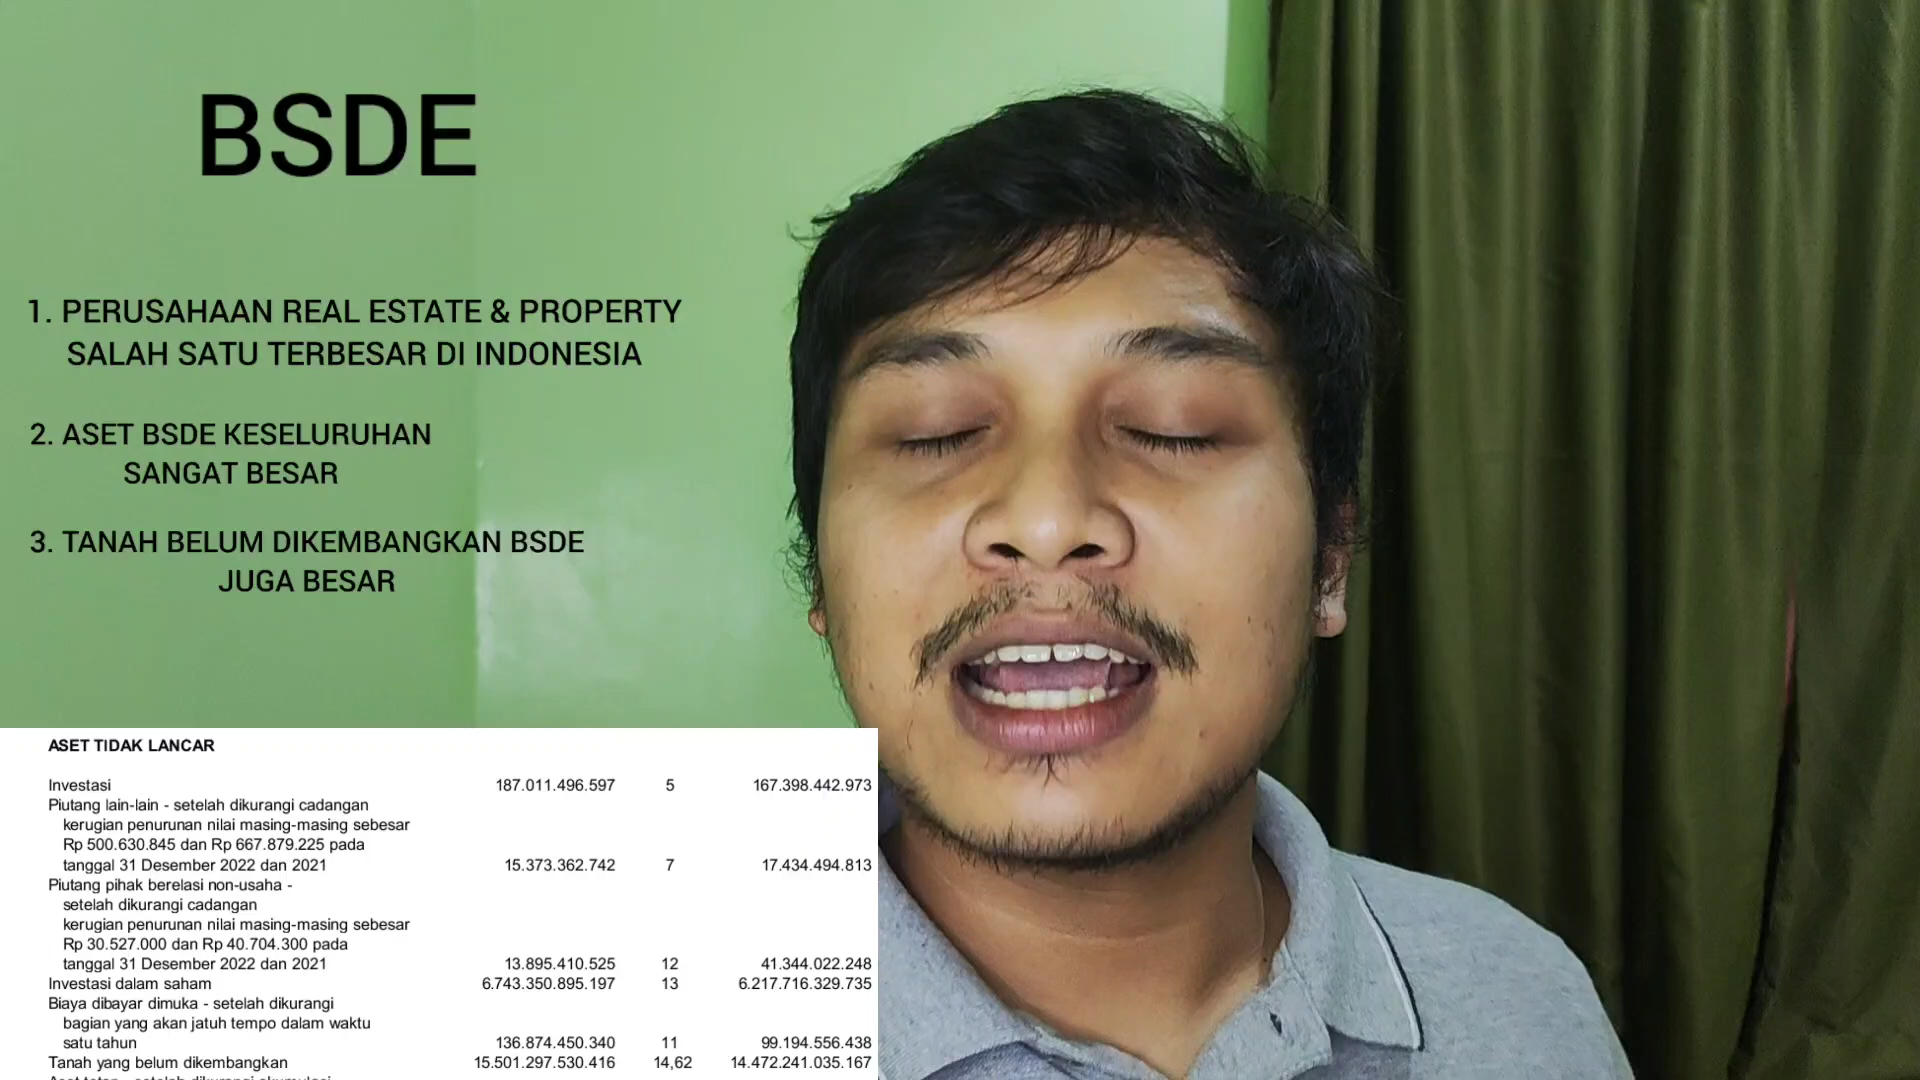 BSDE
1. PERUSAHAAN REAL ESTATE & PROPERTY
SALAH SATU TERBESAR DI INDONESIA
2. ASET BSDE KESELURUHAN
SANGAT BESAR
3. TANAH BELUM DIKEMBANGKAN BSDE
JUGA BESAR
ASET TIDAK LANCAR
Investasi 187.011.496.597 5 167.398.442.973
Piutang lain-lain - setelah dikurangi cadangan
kerugian penurunan nilai masing-masing sebesar
Rp 500.630.845 dan Rp 667.879.225 pada
tanggal 31 Desember 2022 dan 2021 15.373.362.742 7 17.434.494.813
Piutang pihak berelasi non-usaha -
setelah dikurangi cadangan
kerugian penurunan nilai masing-masing sebesar
Rp 30.527.000 dan Rp 40.704.300 pada
tanggal 31 Desember 2022 dan 2021 13.895.410.525 12 41.344.022.248
Investasi dalam saham 6.743.350.895.197 13 6.217.716.329.735
Biaya dibayar dimuka - setelah dikurangi
bagian yang akan jatuh tempo dalam waktu
satu tahun 136.874.450.340 11 99.194.556.438
Tanah yang belum dikembangkan 15.501.297.530.416 14,62 14.472.241.035.167